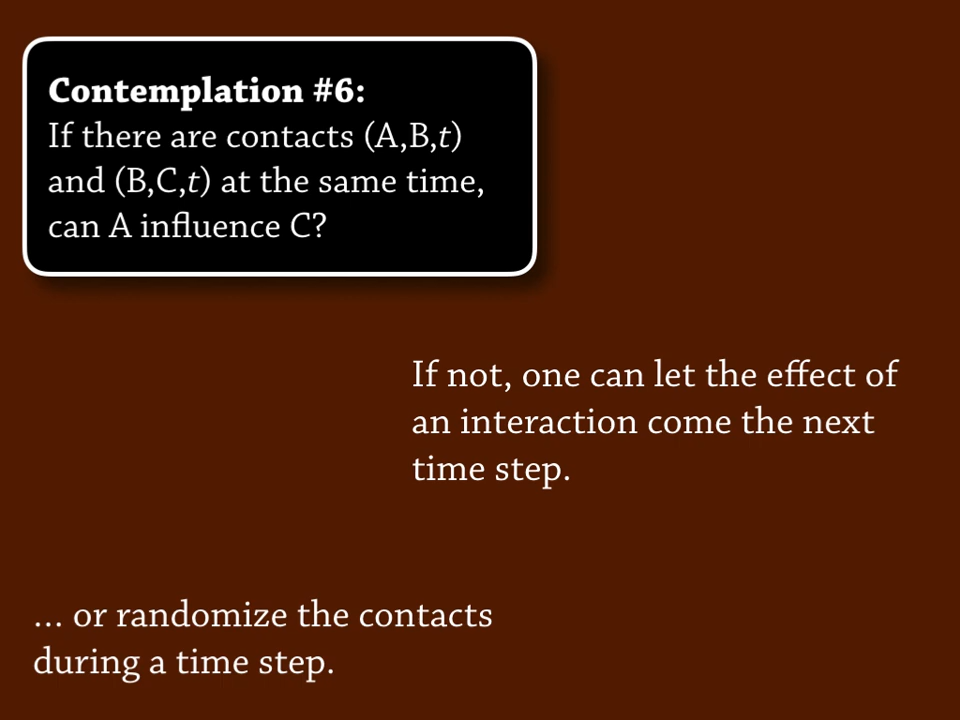 Contemplation #6:
If there are contacts (A,B,t)
and (B,C,t) at the same time,
can A influence C?
If not, one can let the effect of
an interaction come the next
time step.
... or randomize the contacts
during a time step.